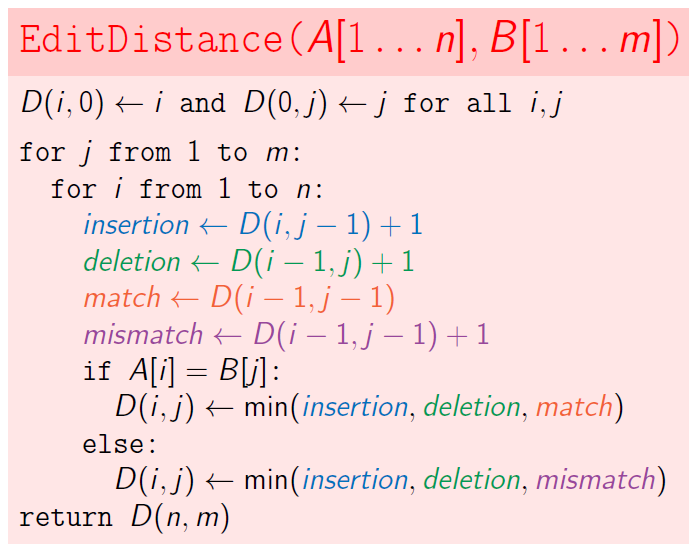 EditDistance(A[1...n], B[1...m])
D(i, 0) ← i and D(0, j) ← j for all i, j
for j from 1 to m:
for i from 1 to n:
insertion ← D(i, j − 1) + 1
deletion ← D(i − 1, j) + 1
match ← D(i − 1, j − 1)
mismatch ← D(i − 1, j − 1) + 1
if A[i] = B[j]:
D(i, j) ← min(insertion, deletion, match)
else:
D(i, j) ← min(insertion, deletion, mismatch)
return D(n, m)